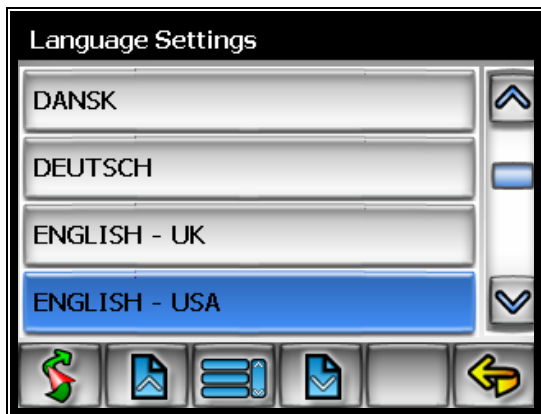 Language Settings
DANSK
DEUTSCH
ENGLISH - UK
ENGLISH - USA